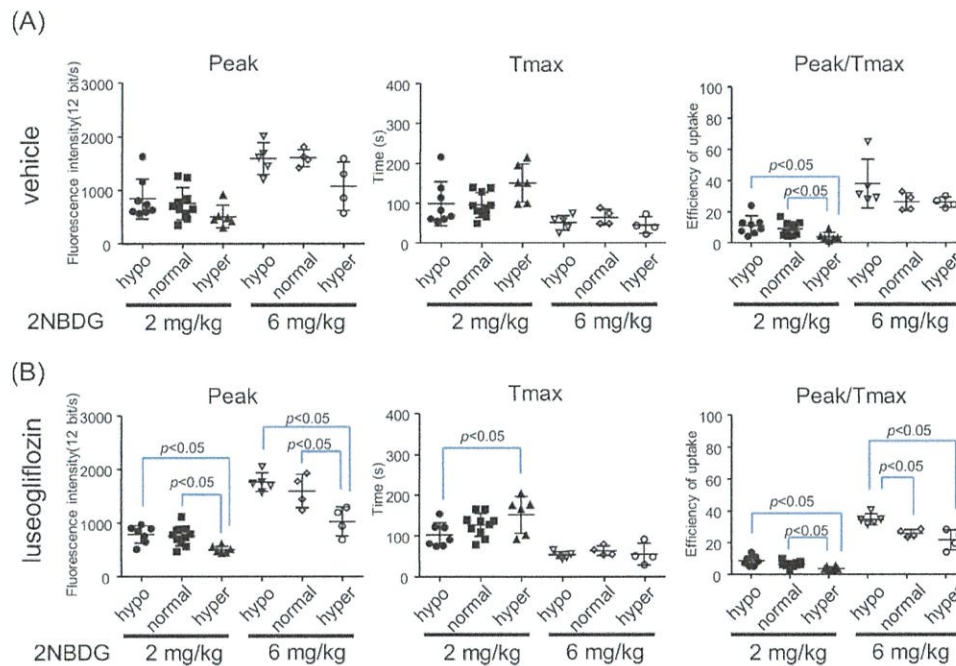 (A)
vehicle
Peak
Fluorescence intensity(12 bit/s)
3000
2000
1000
0
hypo
normal
hyper
hypo
normal
hyper
Tmax
Time (s)
400
300
200
100
0
hypo
normal
hyper
hypo
normal
hyper
Peak/Tmax
Efficiency of uptake
100
80
60
40
20
0
p<0.05
p<0.05
hypo
normal
hyper
hypo
normal
hyper
2NBDG
2 mg/kg
6 mg/kg
2 mg/kg
6 mg/kg
2 mg/kg
6 mg/kg
(B)
luseogliflozin
Peak
Fluorescence intensity(12 bit/s)
3000
2000
1000
0
p<0.05
p<0.05
p<0.05
p<0.05
hypo
normal
hyper
hypo
normal
hyper
Tmax
Time (s)
400
300
200
100
0
p<0.05
hypo
normal
hyper
hypo
normal
hyper
Peak/Tmax
Efficiency of uptake
100
80
60
40
20
0
p<0.05
p<0.05
p<0.05
p<0.05
hypo
normal
hyper
hypo
normal
hyper
2NBDG
2 mg/kg
6 mg/kg
2 mg/kg
6 mg/kg
2 mg/kg
6 mg/kg